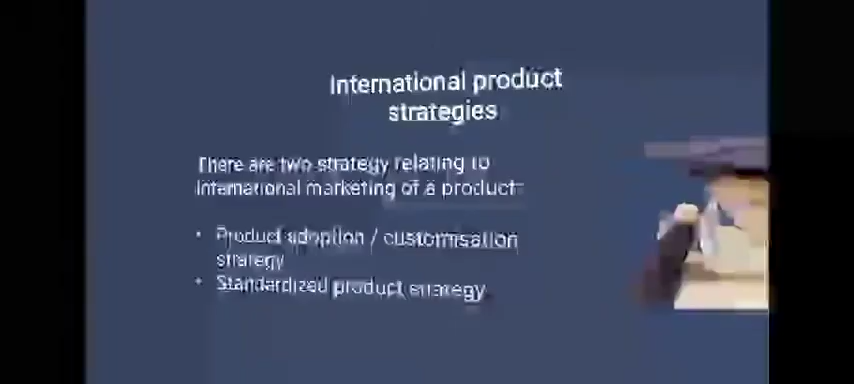 International product
strategies
There are two strategy relating to
international marketing of a product
• Product adoption / customisation
strategy
• Standardized product strategy